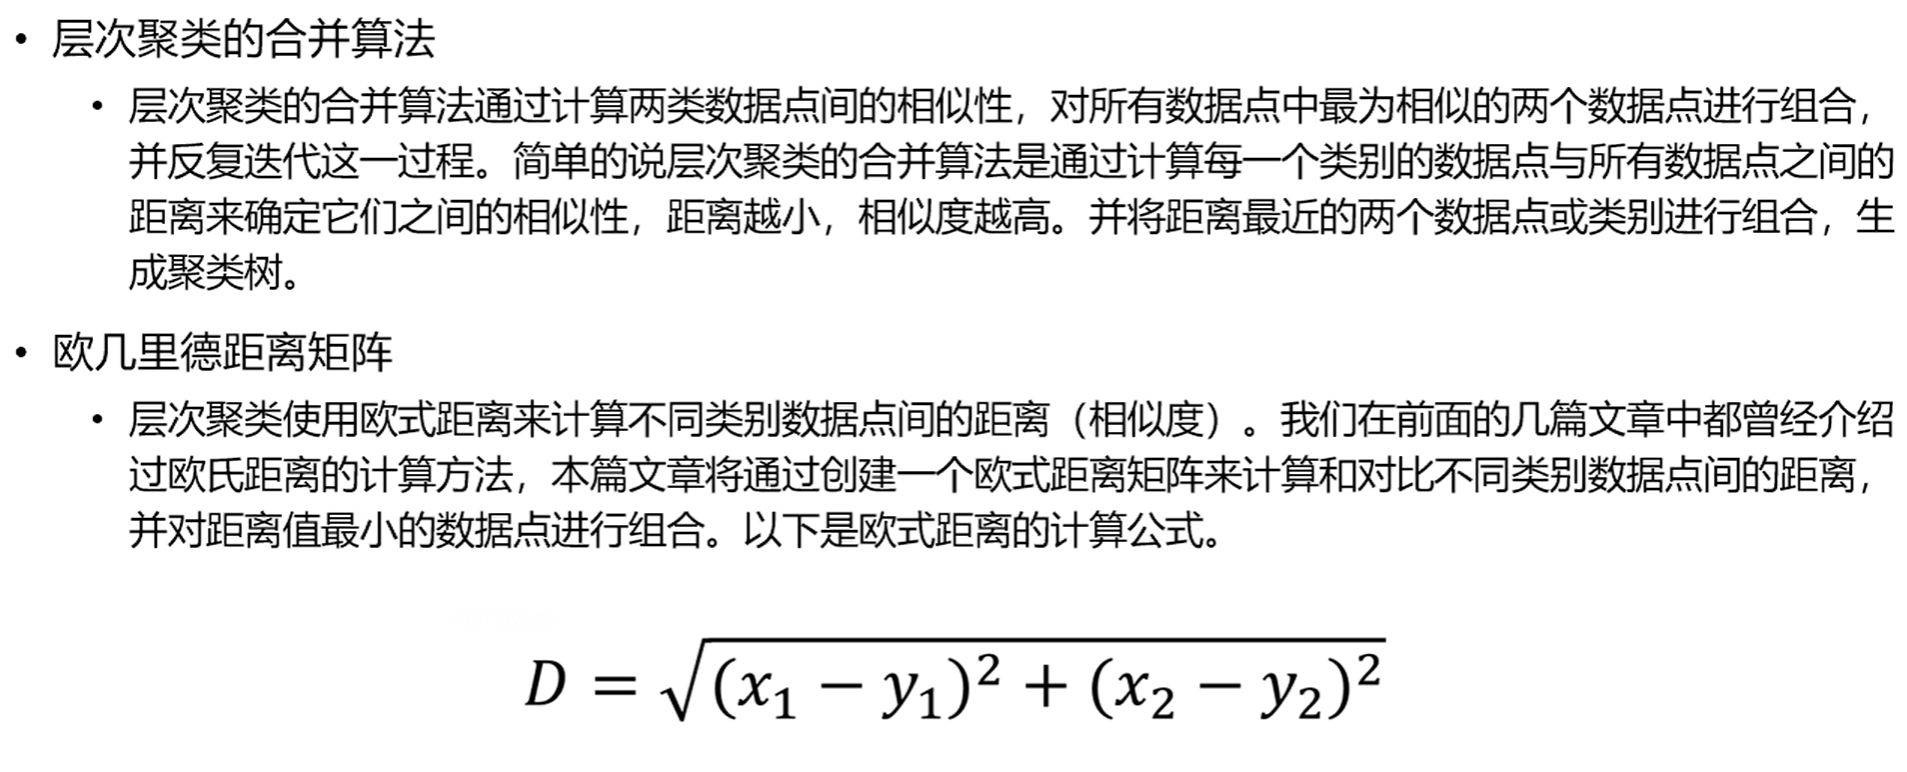 • 层次聚类的合并算法
• 层次聚类的合并算法通过计算两类数据点间的相似性，对所有数据点中最为相似的两个数据点进行组合，
并反复迭代这一过程。简单的说层次聚类的合并算法是通过计算每一个类别的数据点与所有数据点之间的
距离来确定它们之间的相似性，距离越小，相似度越高。并将距离最近的两个数据点或类别进行组合，生
成聚类树。
• 欧几里德距离矩阵
• 层次聚类使用欧式距离来计算不同类别数据点间的距离（相似度）。我们在前面的几篇文章中都曾经介绍
过欧氏距离的计算方法，本篇文章将通过创建一个欧式距离矩阵来计算和对比不同类别数据点间的距离，
并对距离值最小的数据点进行组合。以下是欧式距离的计算公式。
D = √((x₁ − y₁)² + (x₂ − y₂)²)